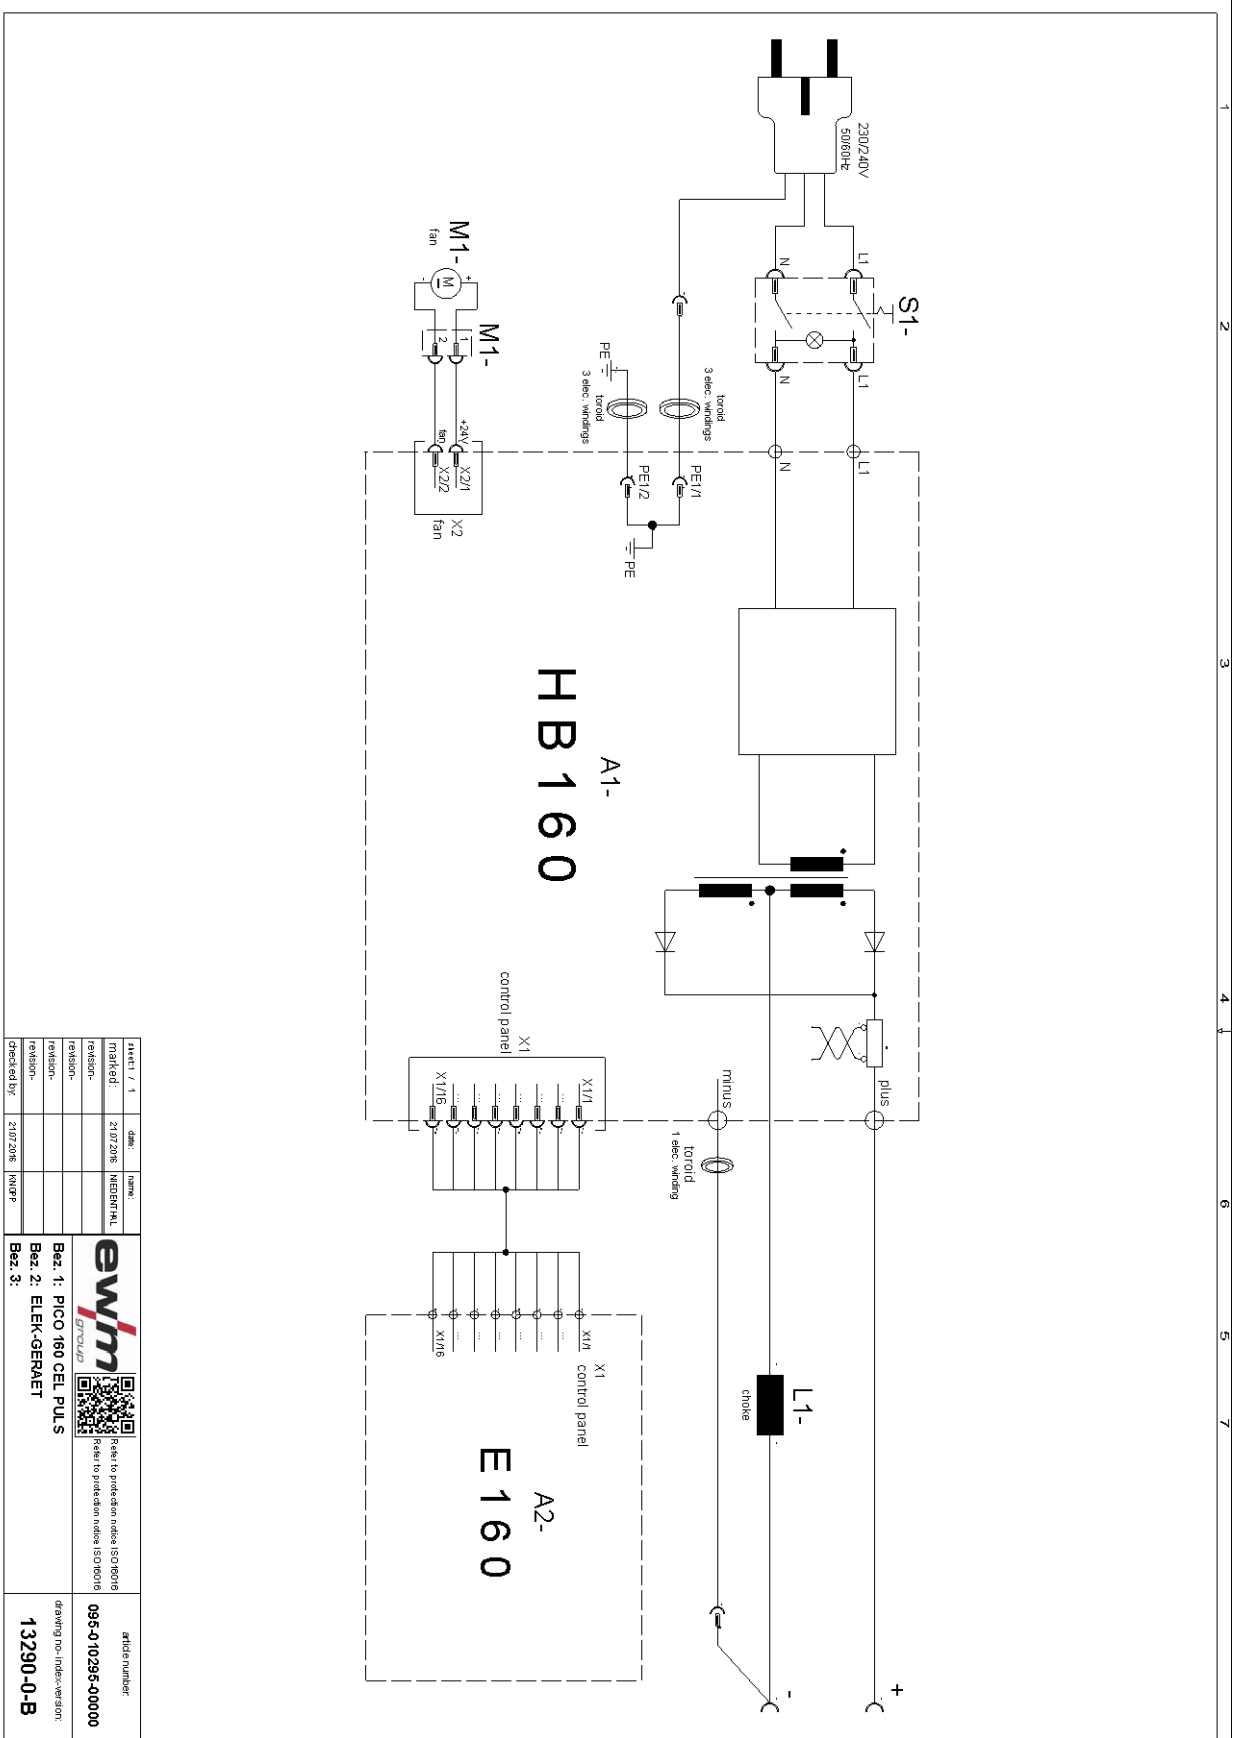 1
2
3
4
6
5
7
230/240V
50/60Hz
S1-
L1
N
L1
N
L1
N
M1-
fan
M
+
-
M1-
1
2
+24V
fan
X2/1
X2/2
X2
fan
toroid
3 elec. windings
PE
toroid
3 elec. windings
PE1/1
PE1/2
PE
A1-
HB160
plus
minus
toroid
1 elec. winding
X1
control panel
X1/1
...
...
...
...
...
X1/16
X1/1
...
...
...
...
...
X1/16
X1
control panel
A2-
E160
L1-
choke
+
-
sheet: 1 / 1
date:
name:
marked:
21.07.2016
NIEDENTHAL
revision-
revision-
revision-
revision-
checked by:
21.07.2016
KNOPP
ewm
group
Refer to protection notice ISO16016
Refer to protection notice ISO16016
Bez. 1: PICO 160 CEL PULS
Bez. 2: ELEK-GERAET
Bez. 3:
article number:
095-010295-00000
drawing no-index-version:
13290-0-B